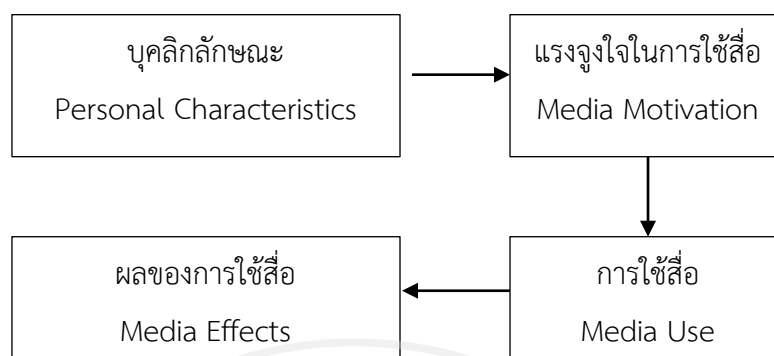 บุคลิกลักษณะ
Personal Characteristics
แรงจูงใจในการใช้สื่อ
Media Motivation
ผลของการใช้สื่อ
Media Effects
การใช้สื่อ
Media Use